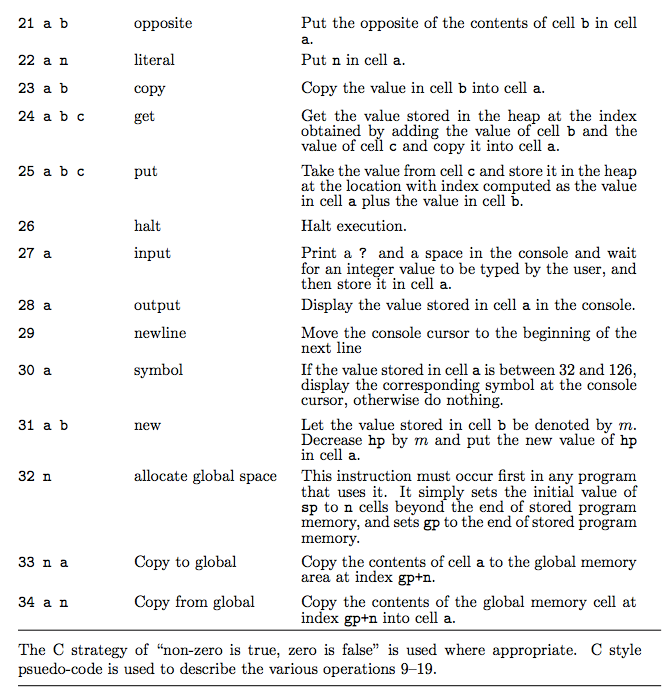 21 a b opposite Put the opposite of the contents of cell b in cell
a.
22 a n literal Put n in cell a.
23 a b copy Copy the value in cell b into cell a.
24 a b c get Get the value stored in the heap at the index
obtained by adding the value of cell b and the
value of cell c and copy it into cell a.
25 a b c put Take the value from cell c and store it in the heap
at the location with index computed as the value
in cell a plus the value in cell b.
26 halt Halt execution.
27 a input Print a ? and a space in the console and wait
for an integer value to be typed by the user, and
then store it in cell a.
28 a output Display the value stored in cell a in the console.
29 newline Move the console cursor to the beginning of the
next line
30 a symbol If the value stored in cell a is between 32 and 126,
display the corresponding symbol at the console
cursor, otherwise do nothing.
31 a b new Let the value stored in cell b be denoted by m.
Decrease hp by m and put the new value of hp
in cell a.
32 n allocate global space This instruction must occur first in any program
that uses it. It simply sets the initial value of
sp to n cells beyond the end of stored program
memory, and sets gp to the end of stored program
memory.
33 n a Copy to global Copy the contents of cell a to the global memory
area at index gp+n.
34 a n Copy from global Copy the contents of the global memory cell at
index gp+n into cell a.
The C strategy of “non-zero is true, zero is false” is used where appropriate. C style
psuedo-code is used to describe the various operations 9–19.